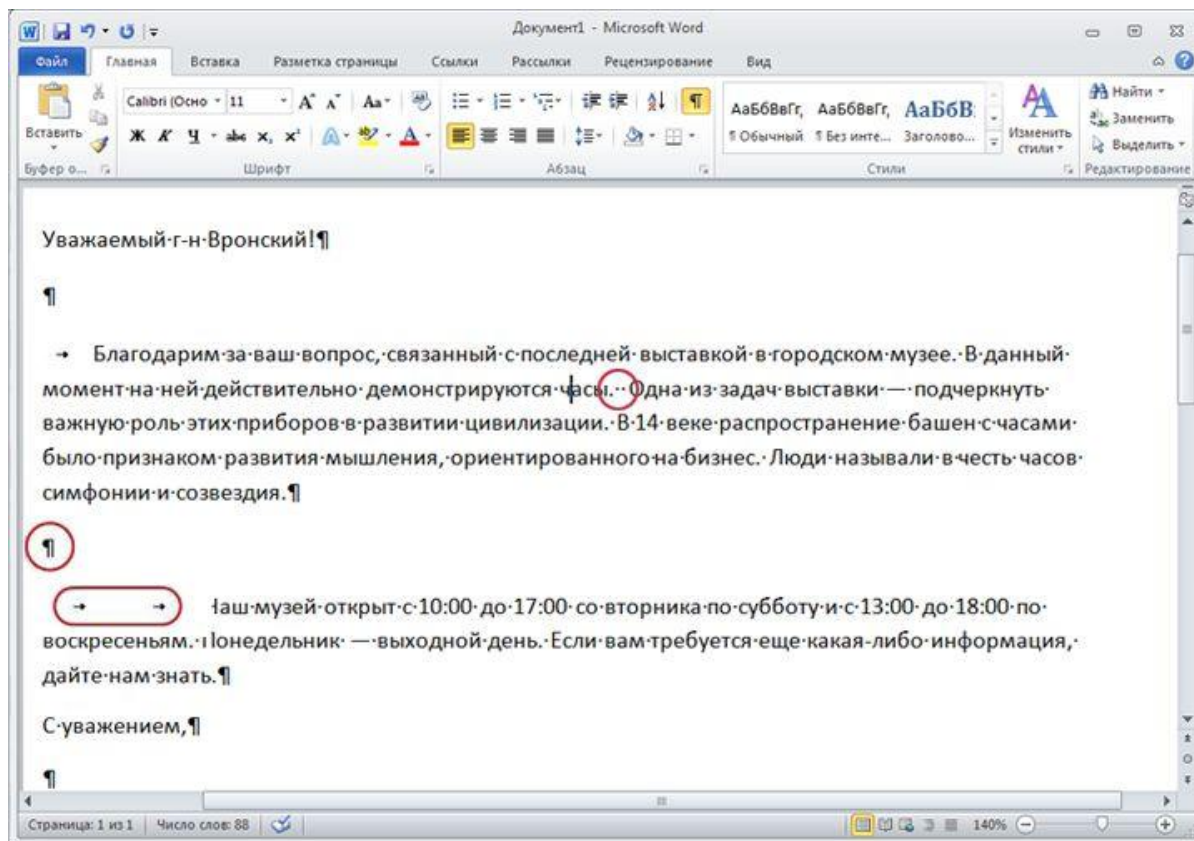 Документ1 - Microsoft Word
Файл Главная Вставка Разметка страницы Ссылки Рассылки Рецензирование Вид
Вставить
Calibri (Осно 11
Ж К Ч abc x, x²
АаБбВвГг, АаБбВвГг, АаБбВ
¶ Обычный ¶ Без инте... Заголово...
Изменить стили
Найти
Заменить
Выделить
Буфер о... Шрифт Абзац Стили Редактирование
Уважаемый·г-н·Вронский!¶
¶
→ Благодарим·за·ваш·вопрос,·связанный·с·последней·выставкой·в·городском·музее.·В·данный·
момент·на·ней·действительно·демонстрируются·часы.··Одна·из·задач·выставки·—·подчеркнуть·
важную·роль·этих·приборов·в·развитии·цивилизации.·В·14·веке·распространение·башен·с·часами·
было·признаком·развития·мышления,·ориентированного·на·бизнес.·Люди·называли·в·честь·часов·
симфонии·и·созвездия.¶
¶
→ → Наш·музей·открыт·с·10:00·до·17:00·со·вторника·по·субботу·и·с·13:00·до·18:00·по·
воскресеньям.·Понедельник·—·выходной·день.·Если·вам·требуется·еще·какая-либо·информация,·
дайте·нам·знать.¶
С·уважением,¶
¶
Страница: 1 из 1 Число слов: 88 140%